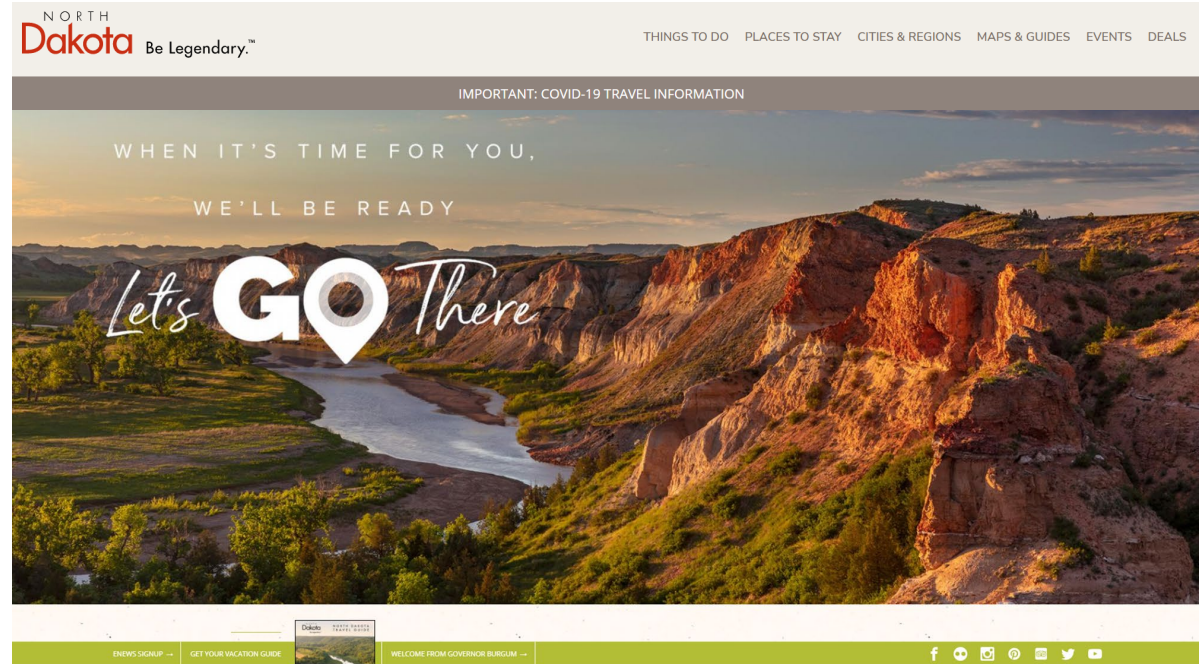 NORTH
Dakota Be Legendary.™
THINGS TO DO PLACES TO STAY CITIES & REGIONS MAPS & GUIDES EVENTS DEALS
IMPORTANT: COVID-19 TRAVEL INFORMATION
WHEN IT'S TIME FOR YOU,
WE'LL BE READY
Let's GO There
Dakota
NORTH DAKOTA
TRAVEL GUIDE
ENEWS SIGNUP → GET YOUR VACATION GUIDE WELCOME FROM GOVERNOR BURGUM →